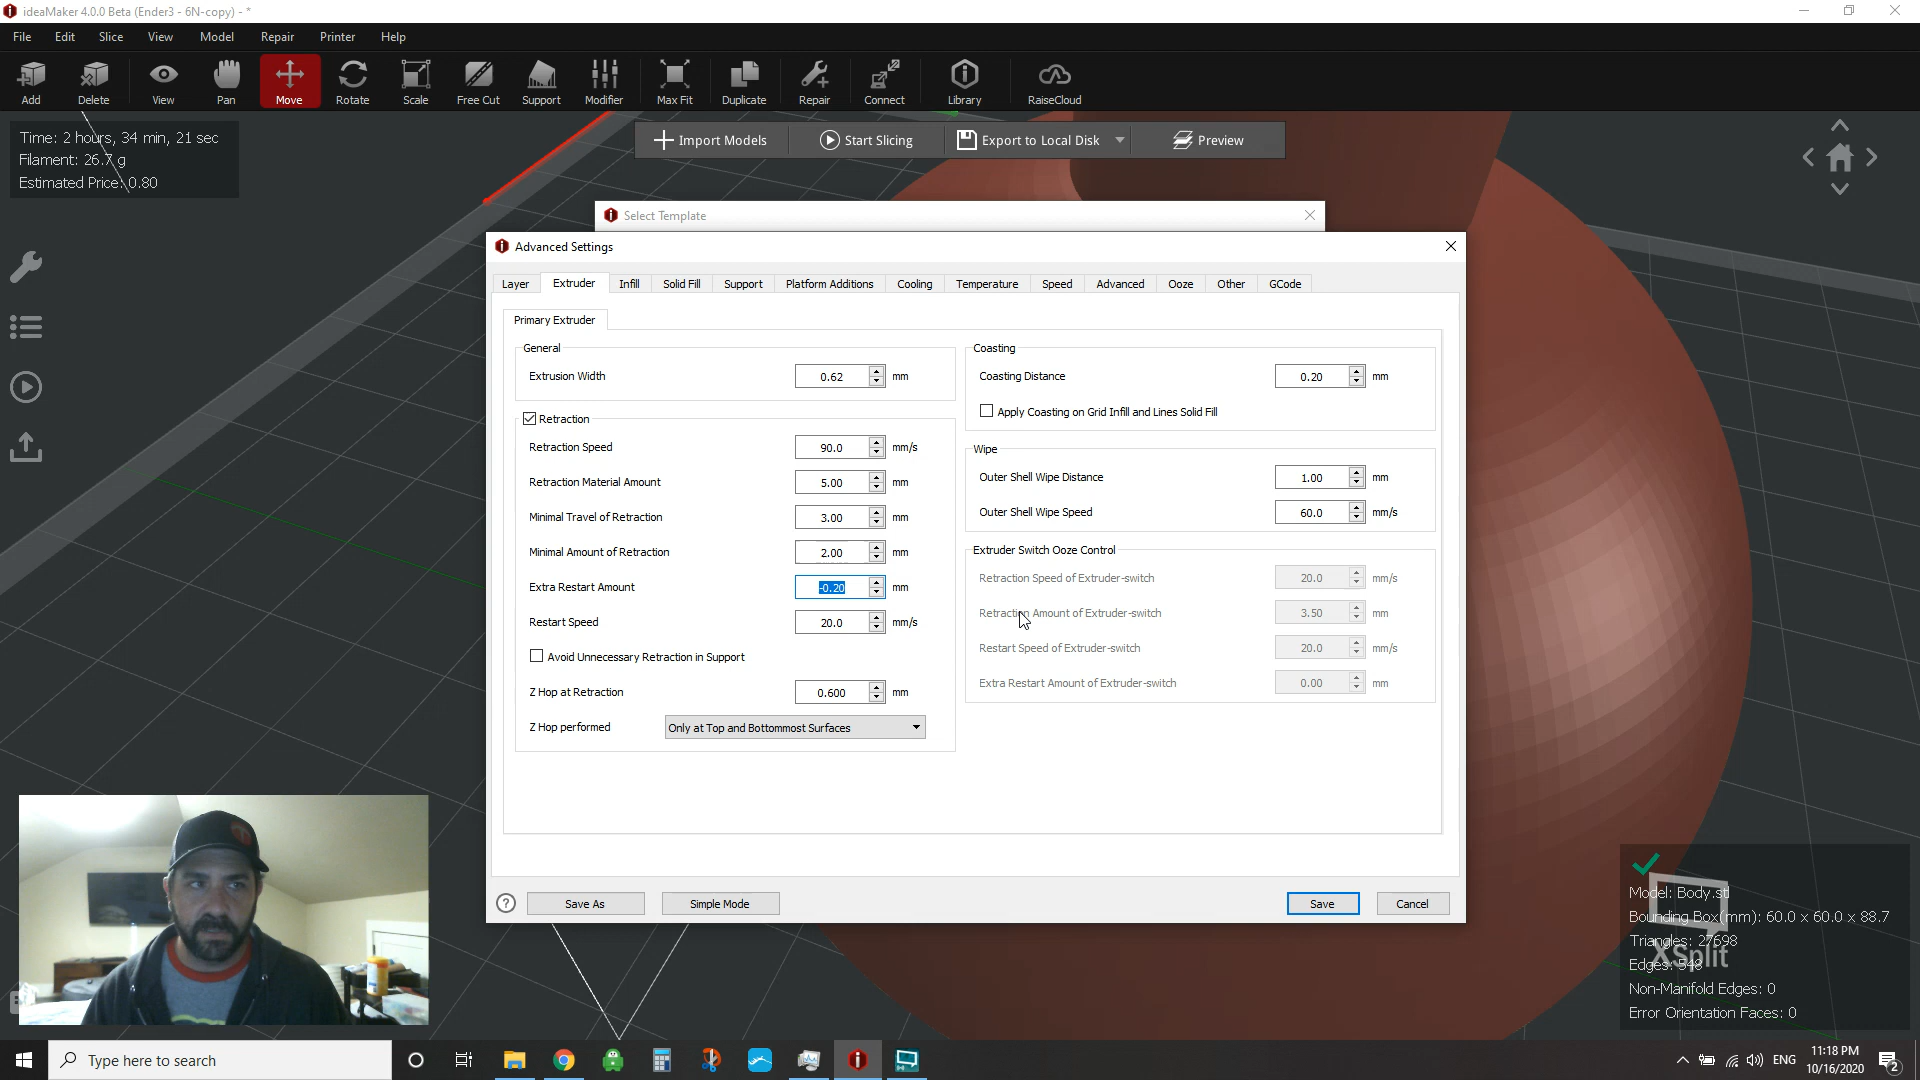 ideaMaker 4.0.0 Beta (Ender3 - 6N-copy) - *
File Edit Slice View Model Repair Printer Help
Add Delete View Pan Move Rotate Scale Free Cut Support Modifier Max Fit Duplicate Repair Connect Library RaiseCloud
Time: 2 hours, 34 min, 21 sec
Filament: 26.7 g
Estimated Price: 0.80
Import Models Start Slicing Export to Local Disk Preview
Select Template
Advanced Settings
Layer Extruder Infill Solid Fill Support Platform Additions Cooling Temperature Speed Advanced Ooze Other GCode
Primary Extruder
General
Extrusion Width 0.62 mm
Retraction
Retraction Speed 90.0 mm/s
Retraction Material Amount 5.00 mm
Minimal Travel of Retraction 3.00 mm
Minimal Amount of Retraction 2.00 mm
Extra Restart Amount -0.20 mm
Restart Speed 20.0 mm/s
Avoid Unnecessary Retraction in Support
Z Hop at Retraction 0.600 mm
Z Hop performed Only at Top and Bottommost Surfaces
Coasting
Coasting Distance 0.20 mm
Apply Coasting on Grid Infill and Lines Solid Fill
Wipe
Outer Shell Wipe Distance 1.00 mm
Outer Shell Wipe Speed 60.0 mm/s
Extruder Switch Ooze Control
Retraction Speed of Extruder-switch 20.0 mm/s
Retraction Amount of Extruder-switch 3.50 mm
Restart Speed of Extruder-switch 20.0 mm/s
Extra Restart Amount of Extruder-switch 0.00 mm
? Save As Simple Mode Save Cancel
Model: Body.stl
Bounding Box(mm): 60.0 x 60.0 x 88.7
Triangles: 27698
Edges: 548
XSplit
Non-Manifold Edges: 0
Error Orientation Faces: 0
Type here to search
ENG
11:18 PM
10/16/2020
2